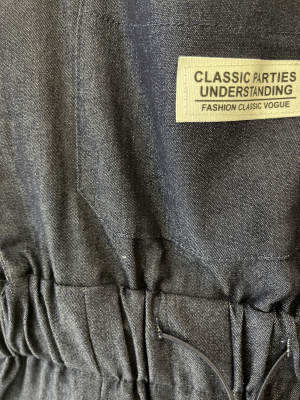 CLASSIC PARTIES
UNDERSTANDING
FASHION CLASSIC VOGUE